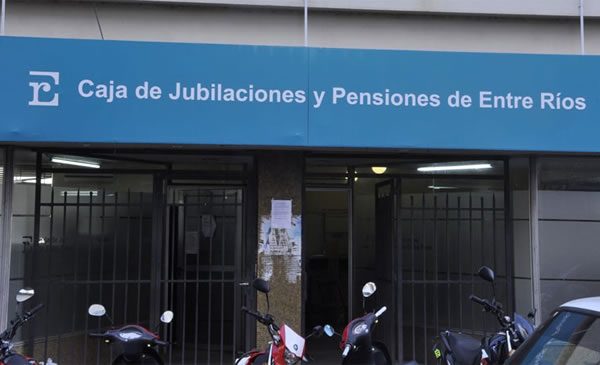 Caja de Jubilaciones y Pensiones de Entre Ríos